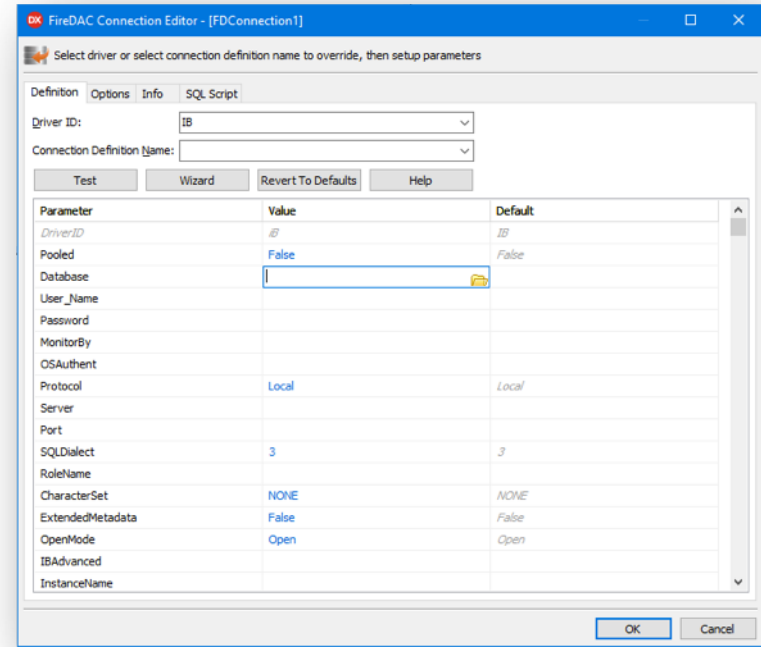 DX FireDAC Connection Editor - [FDConnection1]
Select driver or select connection definition name to override, then setup parameters
Definition Options Info SQL Script
Driver ID: IB
Connection Definition Name:
Test Wizard Revert To Defaults Help
Parameter Value Default
DriverID IB IB
Pooled False False
Database
User_Name
Password
MonitorBy
OSAuthent
Protocol Local Local
Server
Port
SQLDialect 3 3
RoleName
CharacterSet NONE NONE
ExtendedMetadata False False
OpenMode Open Open
IBAdvanced
InstanceName
OK Cancel